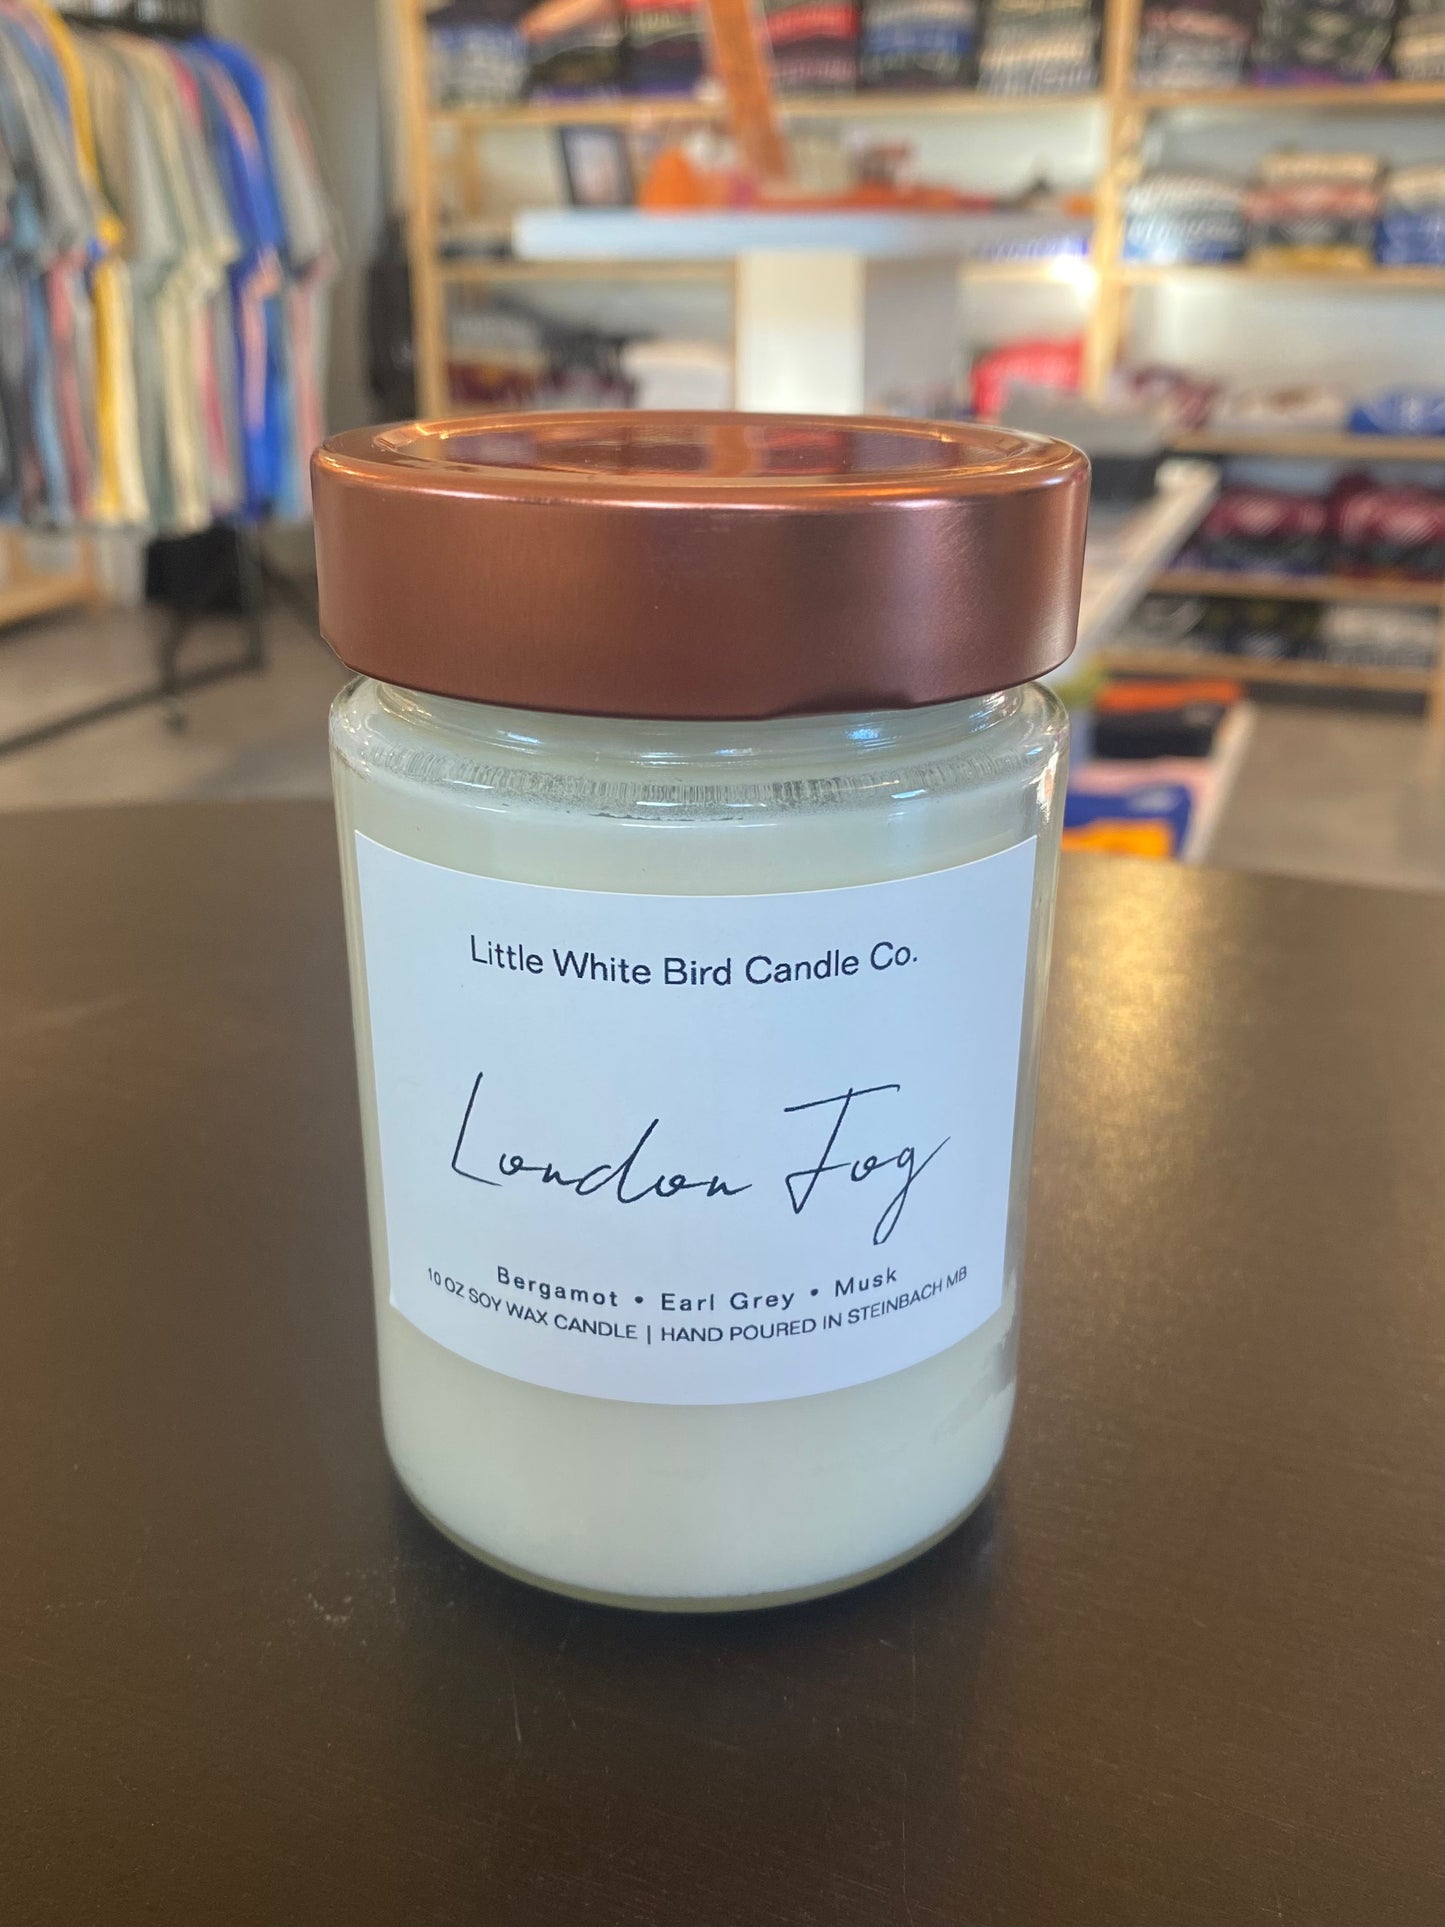 Little White Bird Candle Co.
London Fog
Bergamot • Earl Grey • Musk
10 OZ SOY WAX CANDLE | HAND POURED IN STEINBACH MB